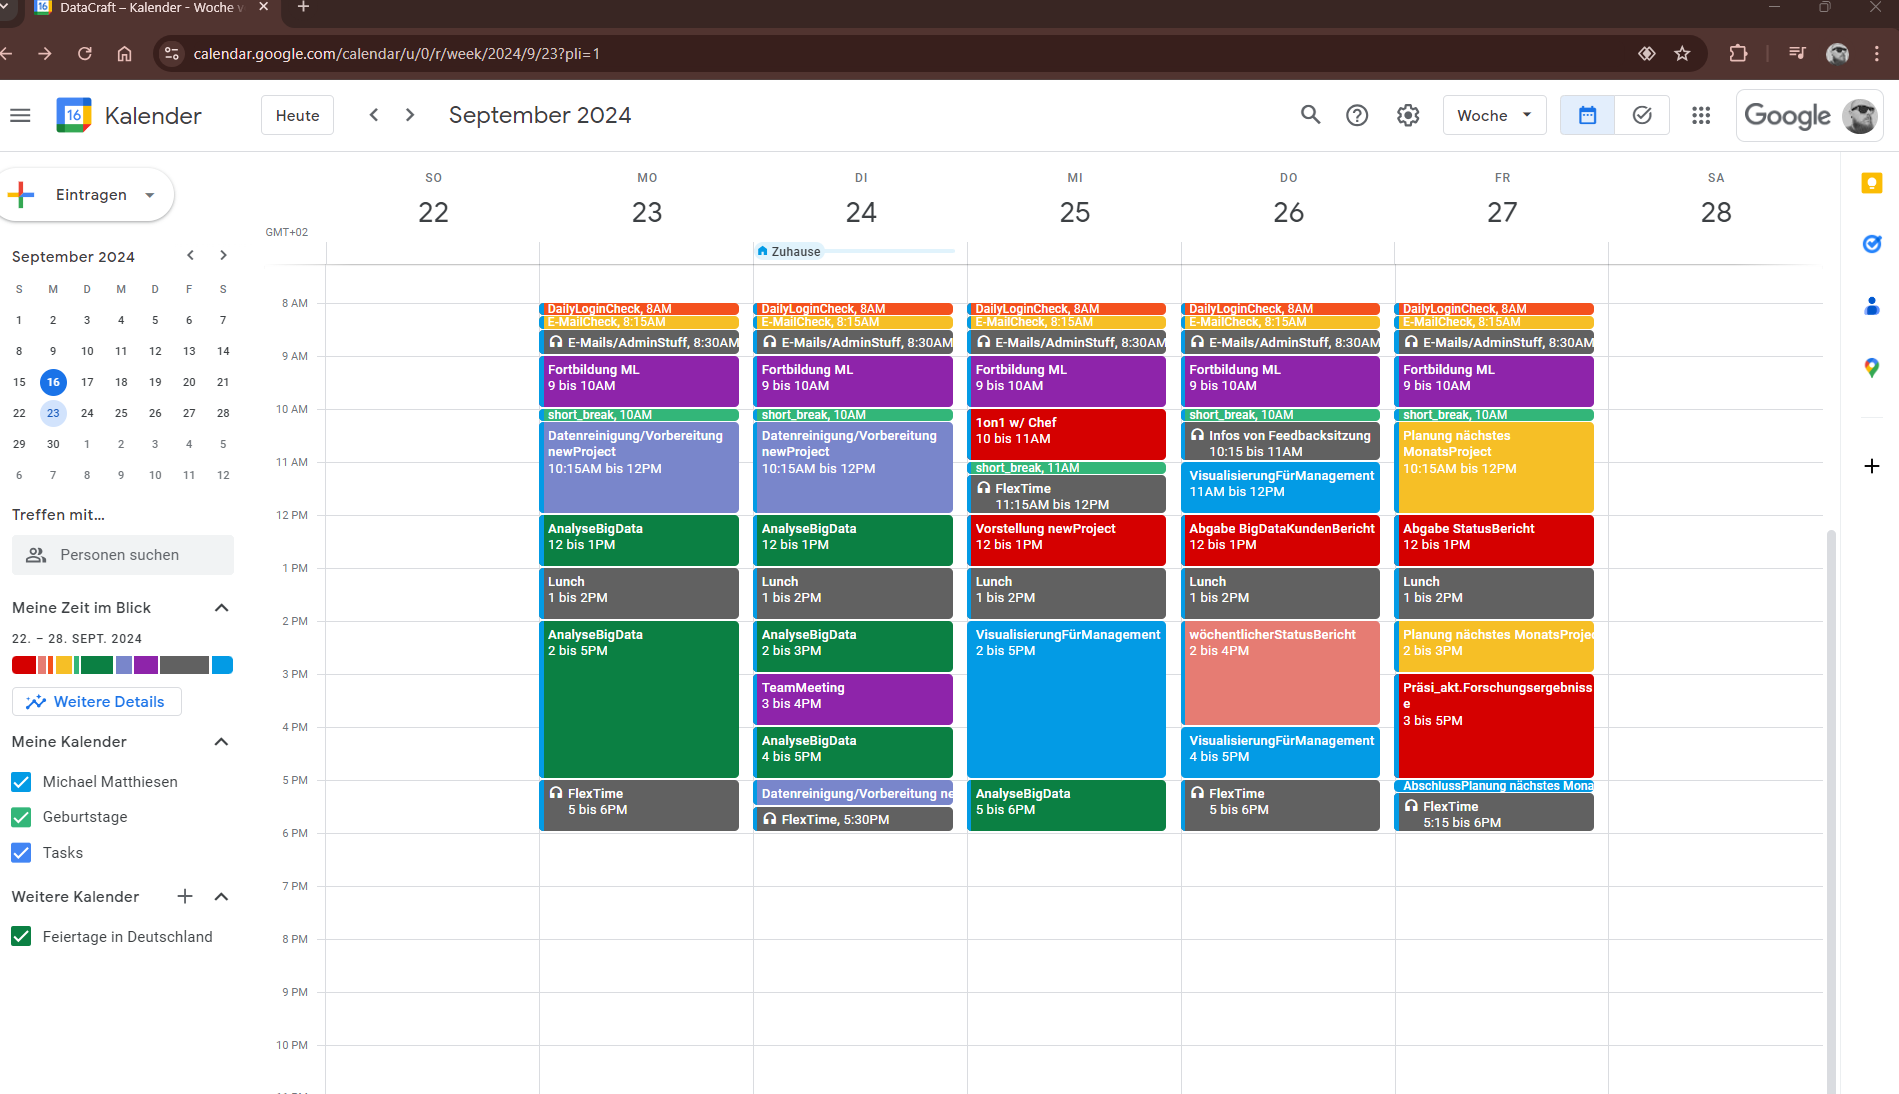 DataCraft – Kalender - Woche v
calendar.google.com/calendar/u/0/r/week/2024/9/23?pli=1
16
Kalender
Heute
September 2024
Woche
Google
Eintragen
September 2024
S M D M D F S
1 2 3 4 5 6 7
8 9 10 11 12 13 14
15 16 17 18 19 20 21
22 23 24 25 26 27 28
29 30 1 2 3 4 5
6 7 8 9 10 11 12
Treffen mit...
Personen suchen
Meine Zeit im Blick
22. – 28. SEPT. 2024
Weitere Details
Meine Kalender
Michael Matthiesen
Geburtstage
Tasks
Weitere Kalender
Feiertage in Deutschland
GMT+02
8 AM
9 AM
10 AM
11 AM
12 PM
1 PM
2 PM
3 PM
4 PM
5 PM
6 PM
7 PM
8 PM
9 PM
10 PM
SO
22
MO
23
DailyLoginCheck, 8AM
E-MailCheck, 8:15AM
E-Mails/AdminStuff, 8:30AM
Fortbildung ML
9 bis 10AM
short_break, 10AM
Datenreinigung/Vorbereitung
newProject
10:15AM bis 12PM
AnalyseBigData
12 bis 1PM
Lunch
1 bis 2PM
AnalyseBigData
2 bis 5PM
FlexTime
5 bis 6PM
DI
24
Zuhause
DailyLoginCheck, 8AM
E-MailCheck, 8:15AM
E-Mails/AdminStuff, 8:30AM
Fortbildung ML
9 bis 10AM
short_break, 10AM
Datenreinigung/Vorbereitung
newProject
10:15AM bis 12PM
AnalyseBigData
12 bis 1PM
Lunch
1 bis 2PM
AnalyseBigData
2 bis 3PM
TeamMeeting
3 bis 4PM
AnalyseBigData
4 bis 5PM
Datenreinigung/Vorbereitung ne
FlexTime, 5:30PM
MI
25
DailyLoginCheck, 8AM
E-MailCheck, 8:15AM
E-Mails/AdminStuff, 8:30AM
Fortbildung ML
9 bis 10AM
1on1 w/ Chef
10 bis 11AM
short_break, 11AM
FlexTime
11:15AM bis 12PM
Vorstellung newProject
12 bis 1PM
Lunch
1 bis 2PM
VisualisierungFürManagement
2 bis 5PM
AnalyseBigData
5 bis 6PM
DO
26
DailyLoginCheck, 8AM
E-MailCheck, 8:15AM
E-Mails/AdminStuff, 8:30AM
Fortbildung ML
9 bis 10AM
short_break, 10AM
Infos von Feedbacksitzung
10:15 bis 11AM
VisualisierungFürManagement
11AM bis 12PM
Abgabe BigDataKundenBericht
12 bis 1PM
Lunch
1 bis 2PM
wöchentlicherStatusBericht
2 bis 4PM
VisualisierungFürManagement
4 bis 5PM
FlexTime
5 bis 6PM
FR
27
DailyLoginCheck, 8AM
E-MailCheck, 8:15AM
E-Mails/AdminStuff, 8:30AM
Fortbildung ML
9 bis 10AM
short_break, 10AM
Planung nächstes
MonatsProject
10:15AM bis 12PM
Abgabe StatusBericht
12 bis 1PM
Lunch
1 bis 2PM
Planung nächstes MonatsProje
2 bis 3PM
Präsi_akt.Forschungsergebniss
e
3 bis 5PM
AbschlussPlanung nächstes Mona
FlexTime
5:15 bis 6PM
SA
28